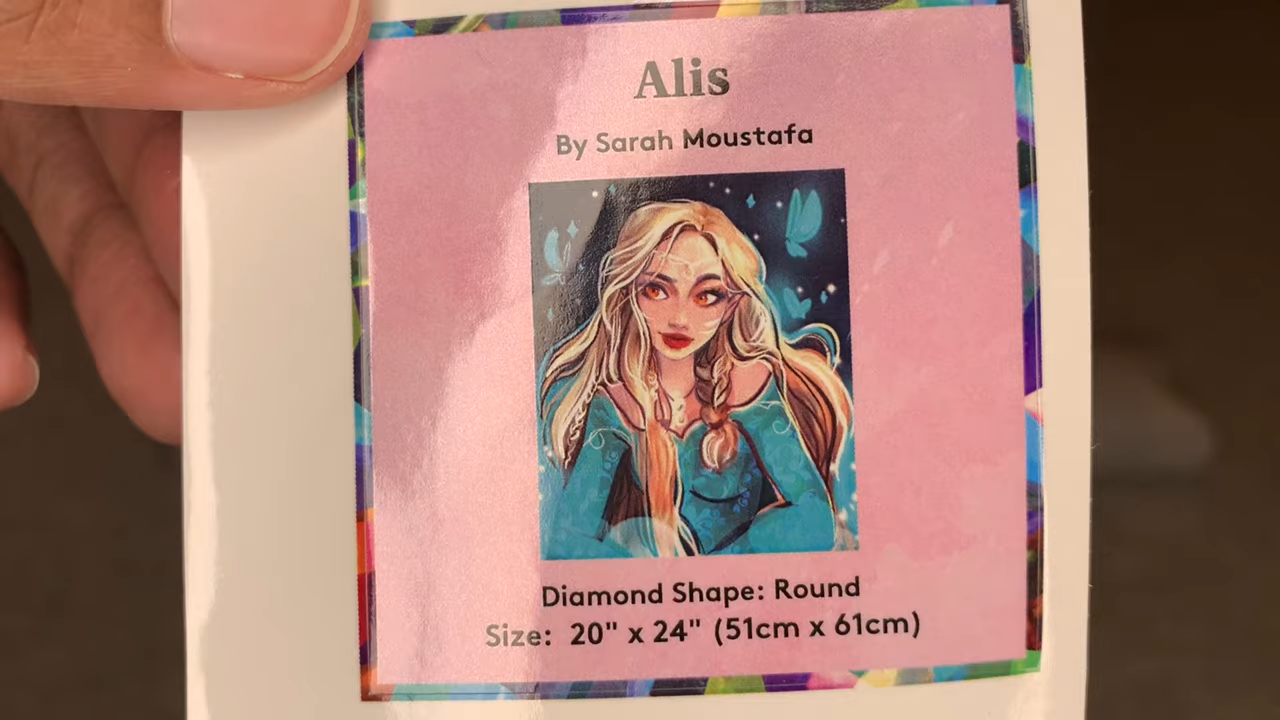 Alis
By Sarah Moustafa
Diamond Shape: Round
Size: 20" x 24" (51cm x 61cm)